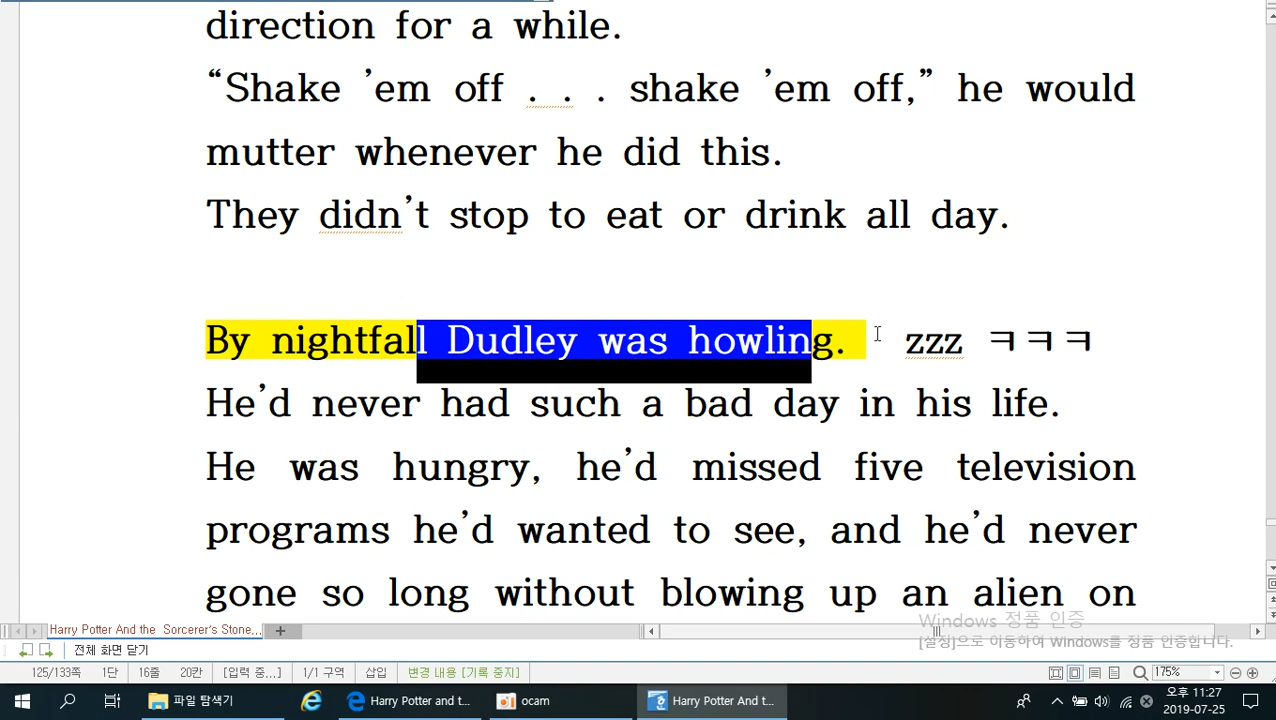 direction for a while.
“Shake ’em off . . . shake ’em off,” he would
mutter whenever he did this.
They didn’t stop to eat or drink all day.
By nightfall Dudley was howling. zzz ㅋㅋㅋ
He’d never had such a bad day in his life.
He was hungry, he’d missed five television
programs he’d wanted to see, and he’d never
gone so long without blowing up an alien on
Windows 정품 인증
[설정]으로 이동하여 Windows를 정품 인증합니다.
Harry Potter And the Sorcerer's Stone...
전체 화면 닫기
125/133쪽 1단 16줄 20칸 [입력 중...] 1/1 구역 삽입 변경 내용 [기록 중지] 175%
파일 탐색기 Harry Potter and t... ocam Harry Potter And t... 오후 11:27
2019-07-25